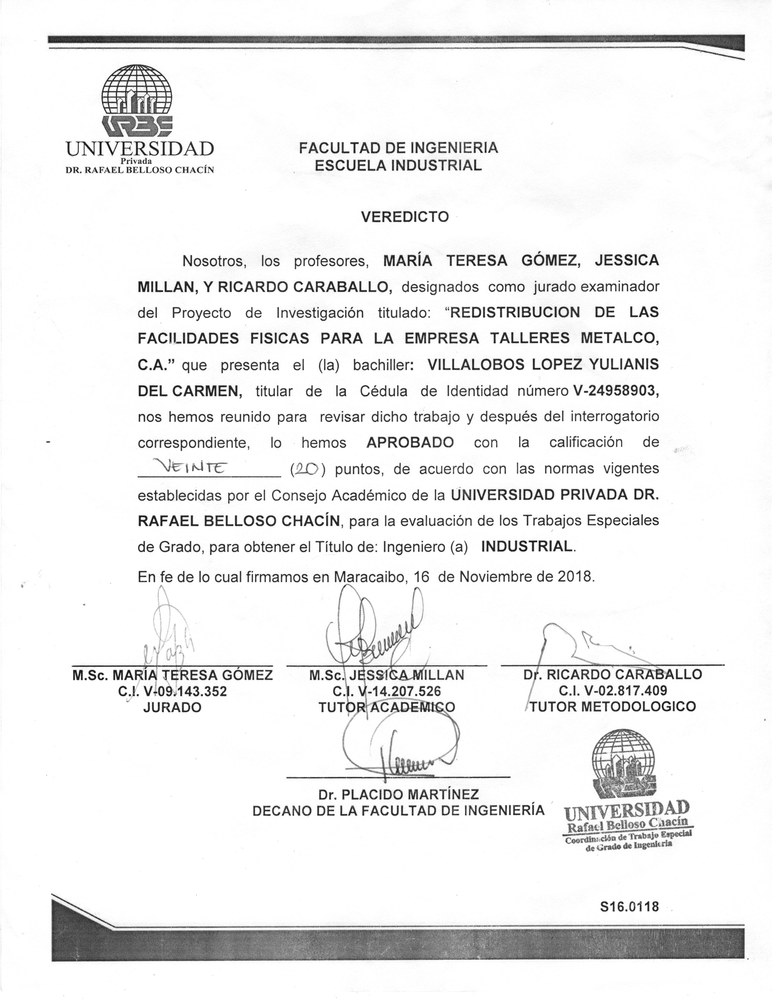 URBE
UNIVERSIDAD
Privada
DR. RAFAEL BELLOSO CHACÍN
FACULTAD DE INGENIERIA
ESCUELA INDUSTRIAL
VEREDICTO
Nosotros, los profesores, MARÍA TERESA GÓMEZ, JESSICA
MILLAN, Y RICARDO CARABALLO, designados como jurado examinador
del Proyecto de Investigación titulado: “REDISTRIBUCION DE LAS
FACILIDADES FISICAS PARA LA EMPRESA TALLERES METALCO,
C.A.” que presenta el (la) bachiller: VILLALOBOS LOPEZ YULIANIS
DEL CARMEN, titular de la Cédula de Identidad número V-24958903,
nos hemos reunido para revisar dicho trabajo y después del interrogatorio
correspondiente, lo hemos APROBADO con la calificación de
VEINTE (20) puntos, de acuerdo con las normas vigentes
establecidas por el Consejo Académico de la UNIVERSIDAD PRIVADA DR.
RAFAEL BELLOSO CHACÍN, para la evaluación de los Trabajos Especiales
de Grado, para obtener el Título de: Ingeniero (a) INDUSTRIAL.
En fe de lo cual firmamos en Maracaibo, 16 de Noviembre de 2018.
M.Sc. MARÍA TERESA GÓMEZ
C.I. V-09.143.352
JURADO
M.Sc. JESSICA MILLAN
C.I. V-14.207.526
TUTOR ACADEMICO
Dr. RICARDO CARABALLO
C.I. V-02.817.409
TUTOR METODOLOGICO
Dr. PLACIDO MARTÍNEZ
DECANO DE LA FACULTAD DE INGENIERÍA
URBE
UNIVERSIDAD
Rafael Belloso Chacín
Coordinación de Trabajo Especial
de Grado de Ingeniería
S16.0118